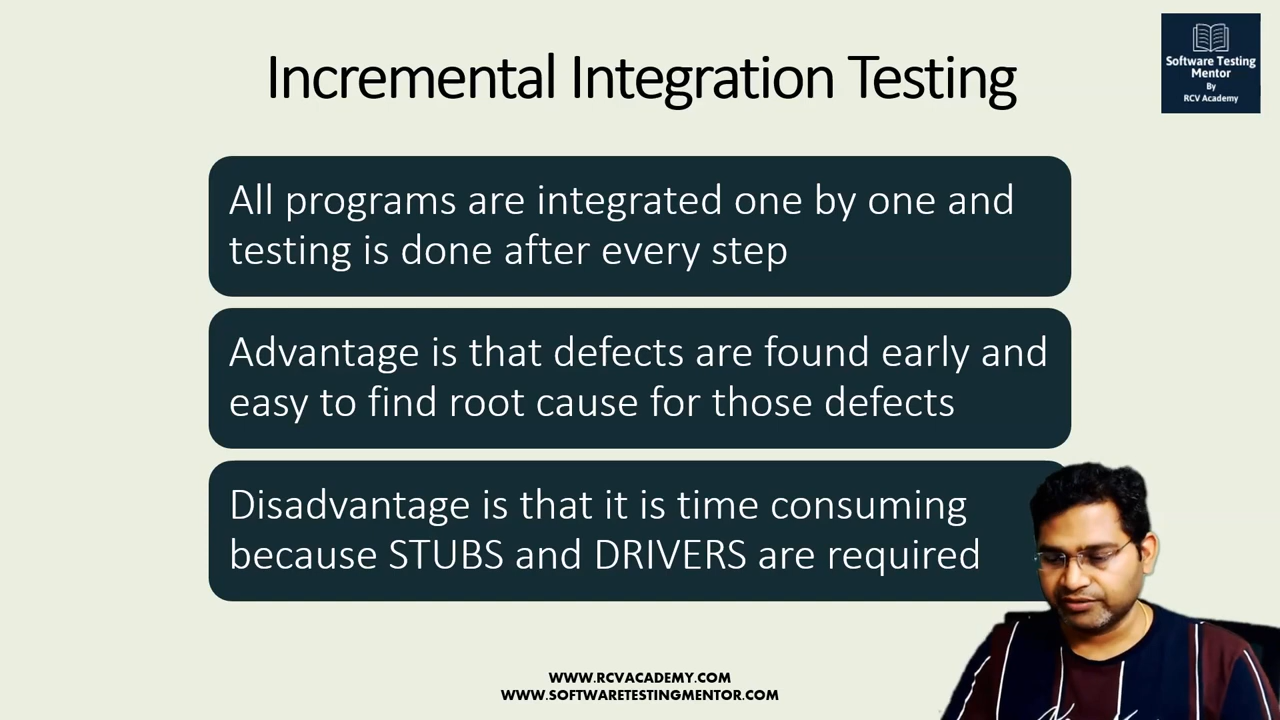 Incremental Integration Testing
Software Testing
Mentor
By
RCV Academy
All programs are integrated one by one and
testing is done after every step
Advantage is that defects are found early and
easy to find root cause for those defects
Disadvantage is that it is time consuming
because STUBS and DRIVERS are required
WWW.RCVACADEMY.COM
WWW.SOFTWARETESTINGMENTOR.COM